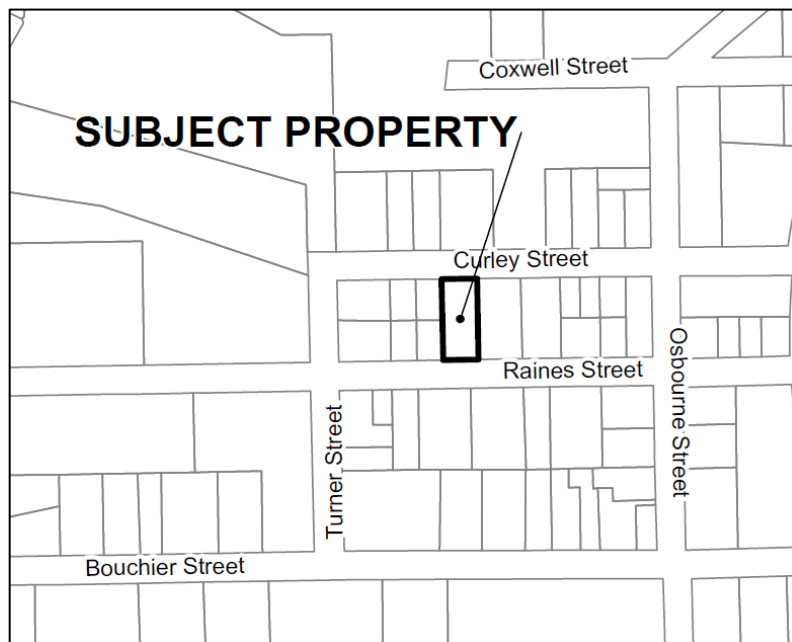 Coxwell Street
SUBJECT PROPERTY
Curley Street
Raines Street
Osbourne Street
Turner Street
Bouchier Street